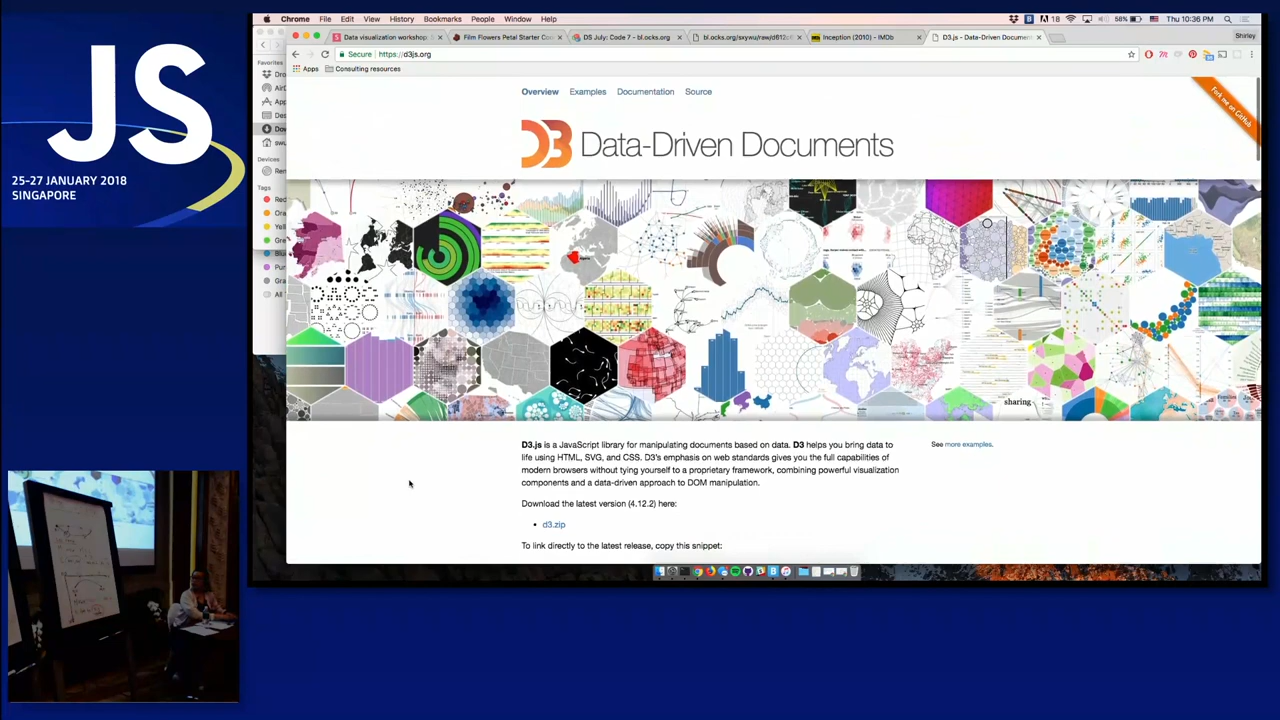 JS
25-27 JANUARY 2018
SINGAPORE
Chrome File Edit View History Bookmarks People Window Help
18
58%
Thu 10:36 PM
Data visualization workshop:
Film Flowers Petal Starter Co
DS July: Code 7 - bl.ocks.org
bl.ocks.org/sxywu/raw/d612c6
Inception (2010) - IMDb
D3.js - Data-Driven Document
Shirley
Secure
https://d3js.org
Apps
Consulting resources
Favorites
Devices
Tags
All
Overview Examples Documentation Source
Fork me on GitHub
D3 Data-Driven Documents
sharing
D3.js is a JavaScript library for manipulating documents based on data. D3 helps you bring data to
life using HTML, SVG, and CSS. D3's emphasis on web standards gives you the full capabilities of
modern browsers without tying yourself to a proprietary framework, combining powerful visualization
components and a data-driven approach to DOM manipulation.
See more examples.
Download the latest version (4.12.2) here:
• d3.zip
To link directly to the latest release, copy this snippet: